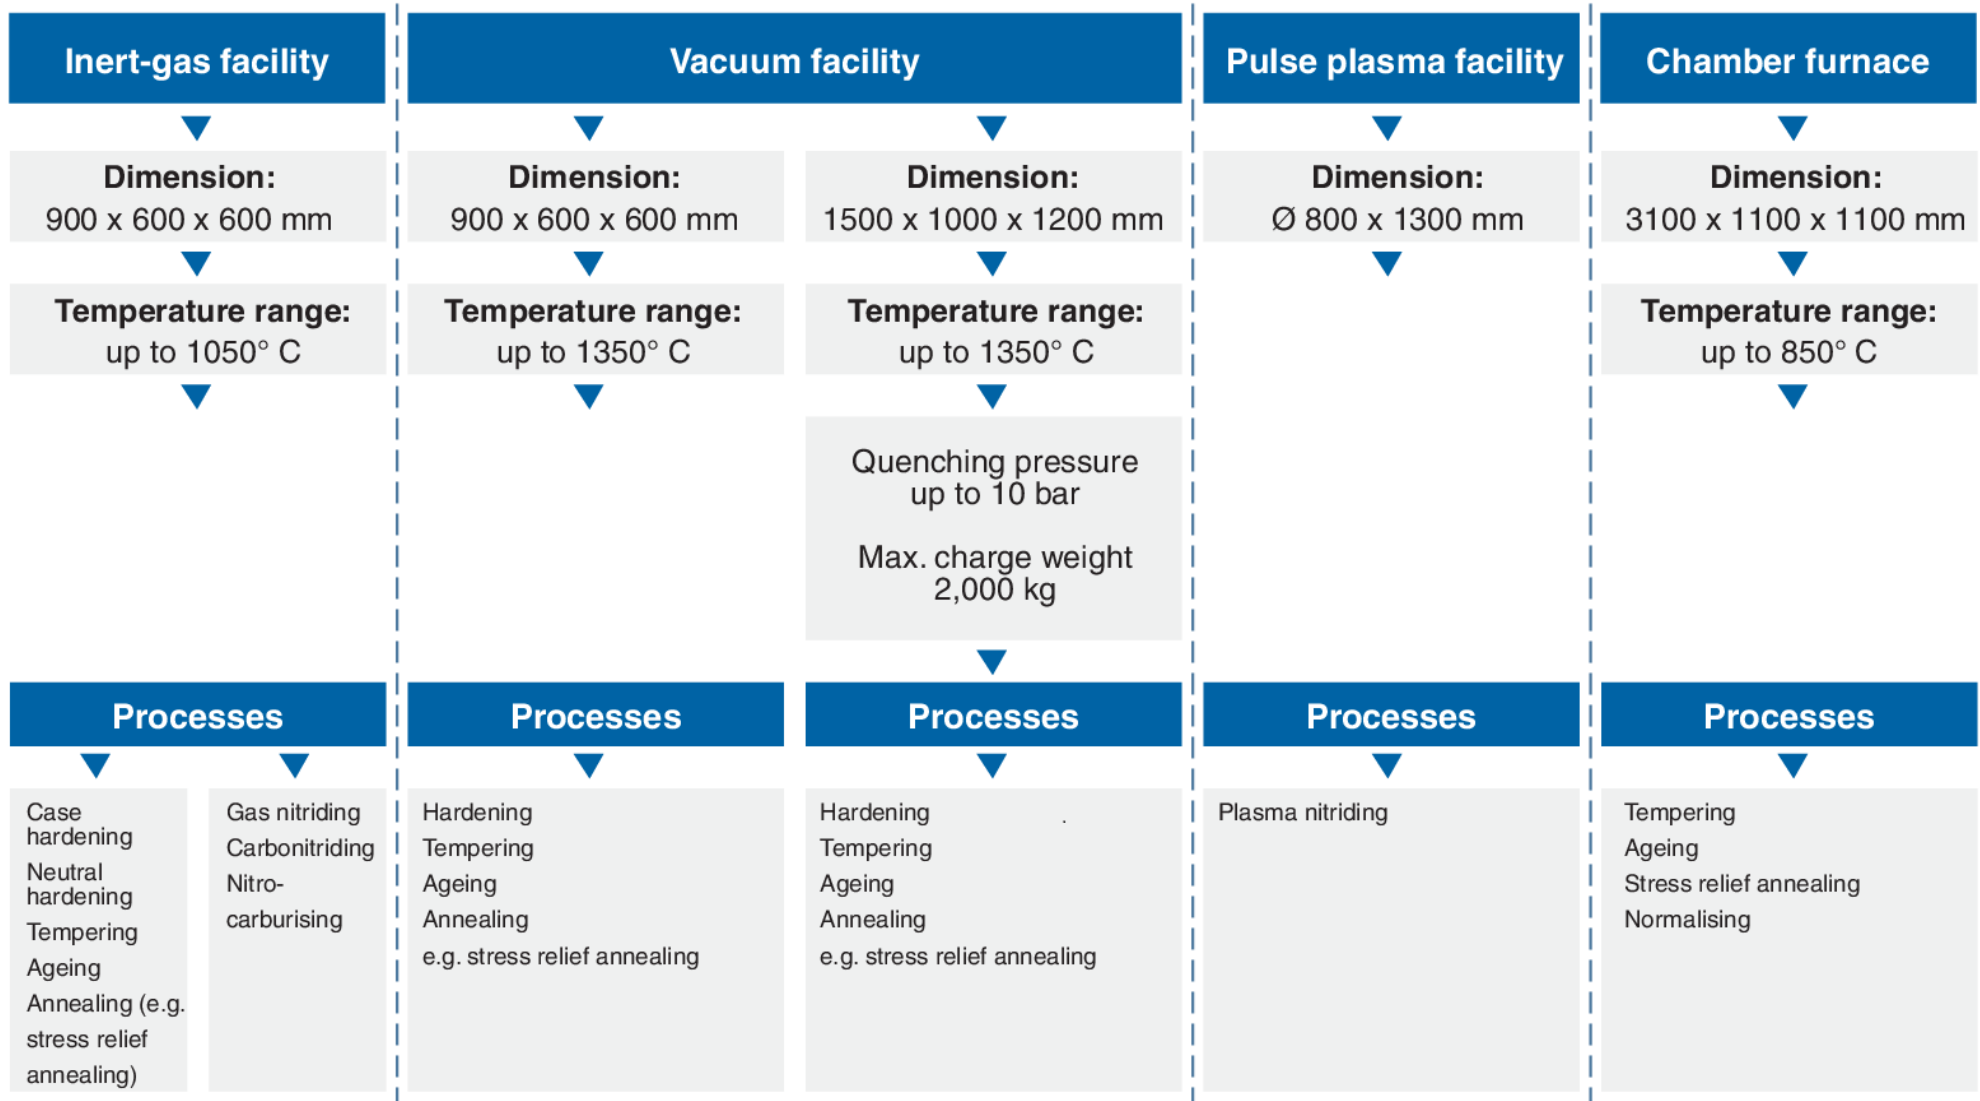 Inert-gas facility
Vacuum facility
Pulse plasma facility
Chamber furnace
Dimension:
900 x 600 x 600 mm
Dimension:
900 x 600 x 600 mm
Dimension:
1500 x 1000 x 1200 mm
Dimension:
Ø 800 x 1300 mm
Dimension:
3100 x 1100 x 1100 mm
Temperature range:
up to 1050° C
Temperature range:
up to 1350° C
Temperature range:
up to 1350° C
Temperature range:
up to 850° C
Quenching pressure
up to 10 bar
Max. charge weight
2,000 kg
Processes
Processes
Processes
Processes
Processes
Case
hardening
Neutral
hardening
Tempering
Ageing
Annealing (e.g.
stress relief
annealing)
Gas nitriding
Carbonitriding
Nitro-
carburising
Hardening
Tempering
Ageing
Annealing
e.g. stress relief annealing
Hardening
Tempering
Ageing
Annealing
e.g. stress relief annealing
Plasma nitriding
Tempering
Ageing
Stress relief annealing
Normalising